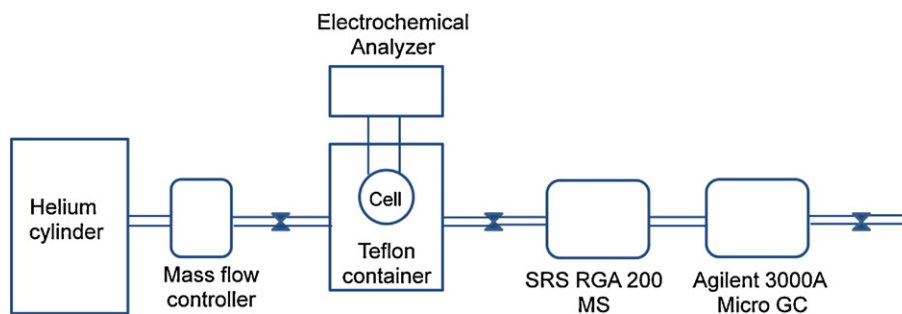 Electrochemical
Analyzer
Helium
cylinder
Mass flow
controller
Cell
Teflon
container
SRS RGA 200
MS
Agilent 3000A
Micro GC